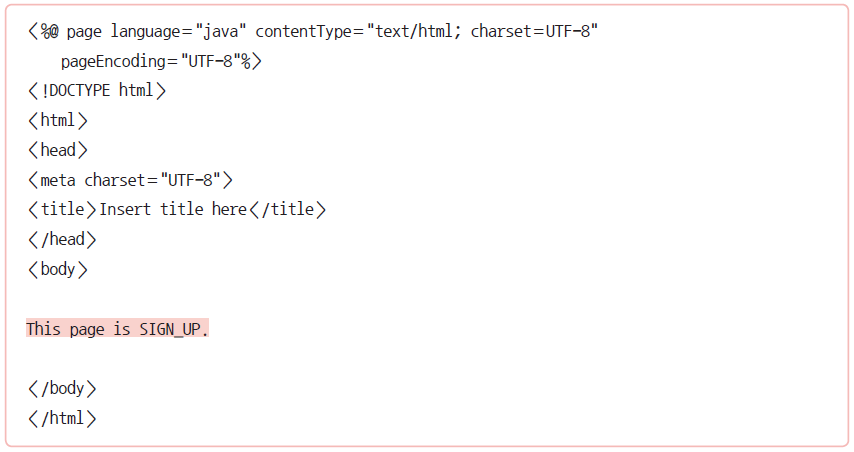 <%@ page language="java" contentType="text/html; charset=UTF-8"
pageEncoding="UTF-8"%>
<!DOCTYPE html>
<html>
<head>
<meta charset="UTF-8">
<title>Insert title here</title>
</head>
<body>
This page is SIGN_UP.
</body>
</html>